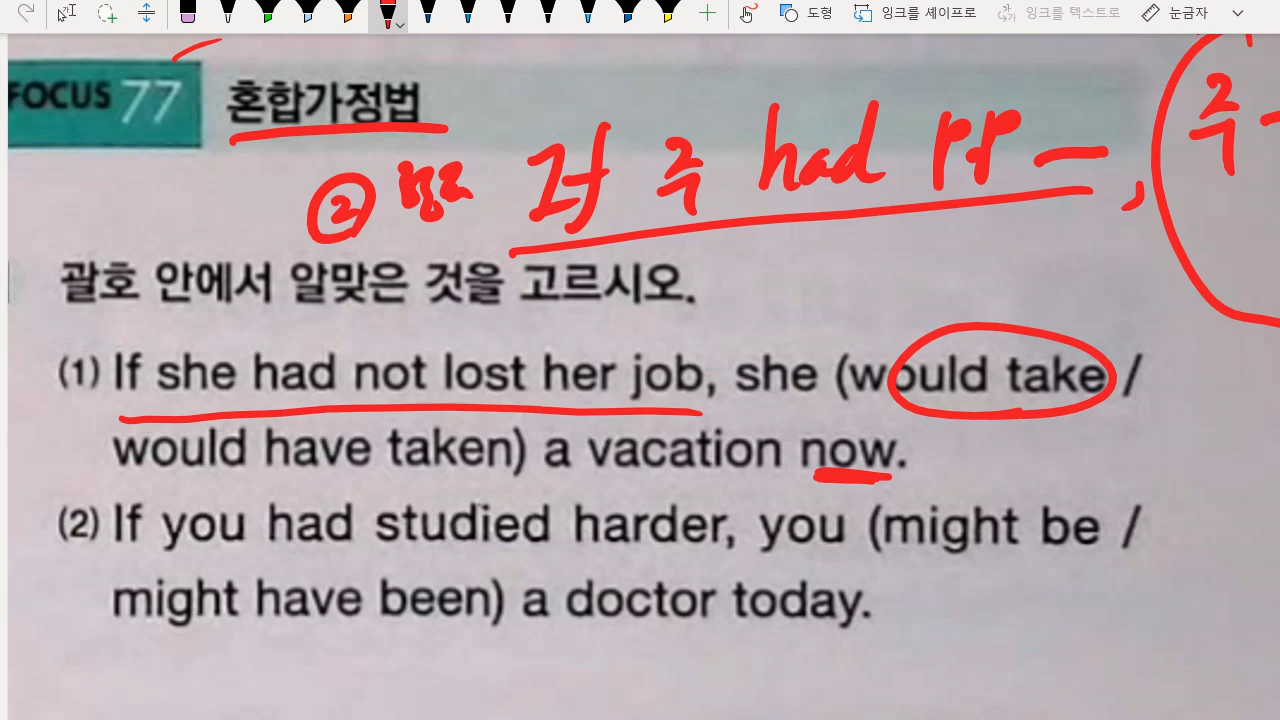 도형 잉크를 셰이프로 잉크를 텍스트로 눈금자
FOCUS 77 혼합가정법
주
② 주 had pp ㅡ,
괄호 안에서 알맞은 것을 고르시오.
(1) If she had not lost her job, she (would take /
would have taken) a vacation now.
(2) If you had studied harder, you (might be /
might have been) a doctor today.